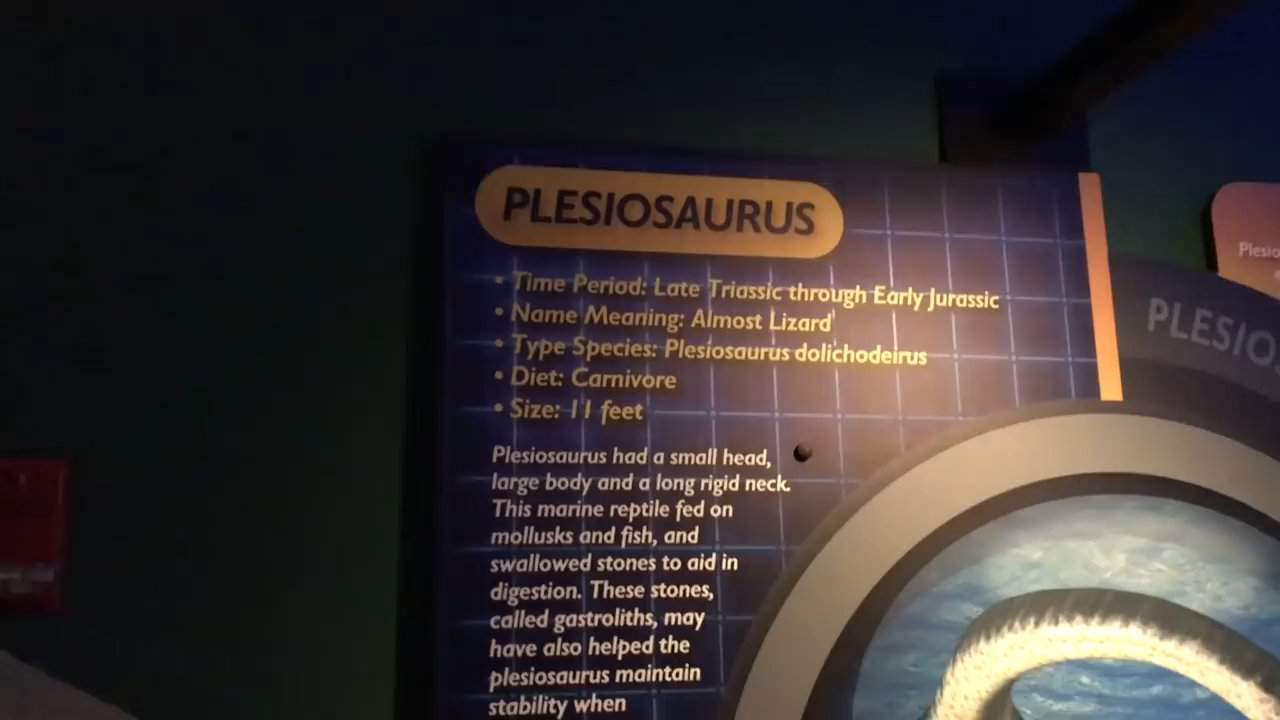 PLESIOSAURUS
• Time Period: Late Triassic through Early Jurassic
• Name Meaning: Almost Lizard
• Type Species: Plesiosaurus dolichodeirus
• Diet: Carnivore
• Size: 11 feet
Plesiosaurus had a small head,
large body and a long rigid neck.
This marine reptile fed on
mollusks and fish, and
swallowed stones to aid in
digestion. These stones,
called gastroliths, may
have also helped the
plesiosaurus maintain
stability when
PLESIO
Plesio